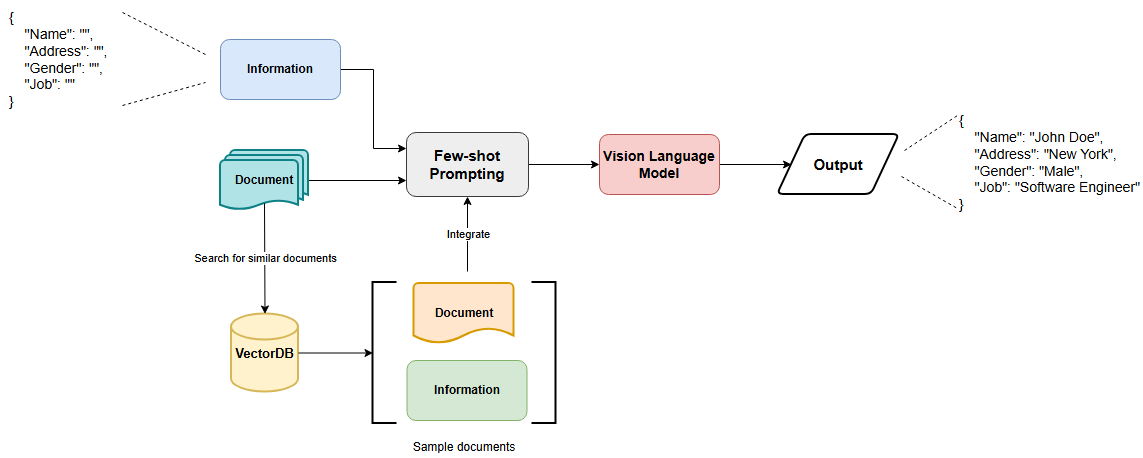 {
"Name": "",
"Address": "",
"Gender": "",
"Job": ""
}
Information
Document
Few-shot
Prompting
Vision Language
Model
Output
{
"Name": "John Doe",
"Address": "New York",
"Gender": "Male",
"Job": "Software Engineer"
}
Integrate
Search for similar documents
VectorDB
Document
Information
Sample documents